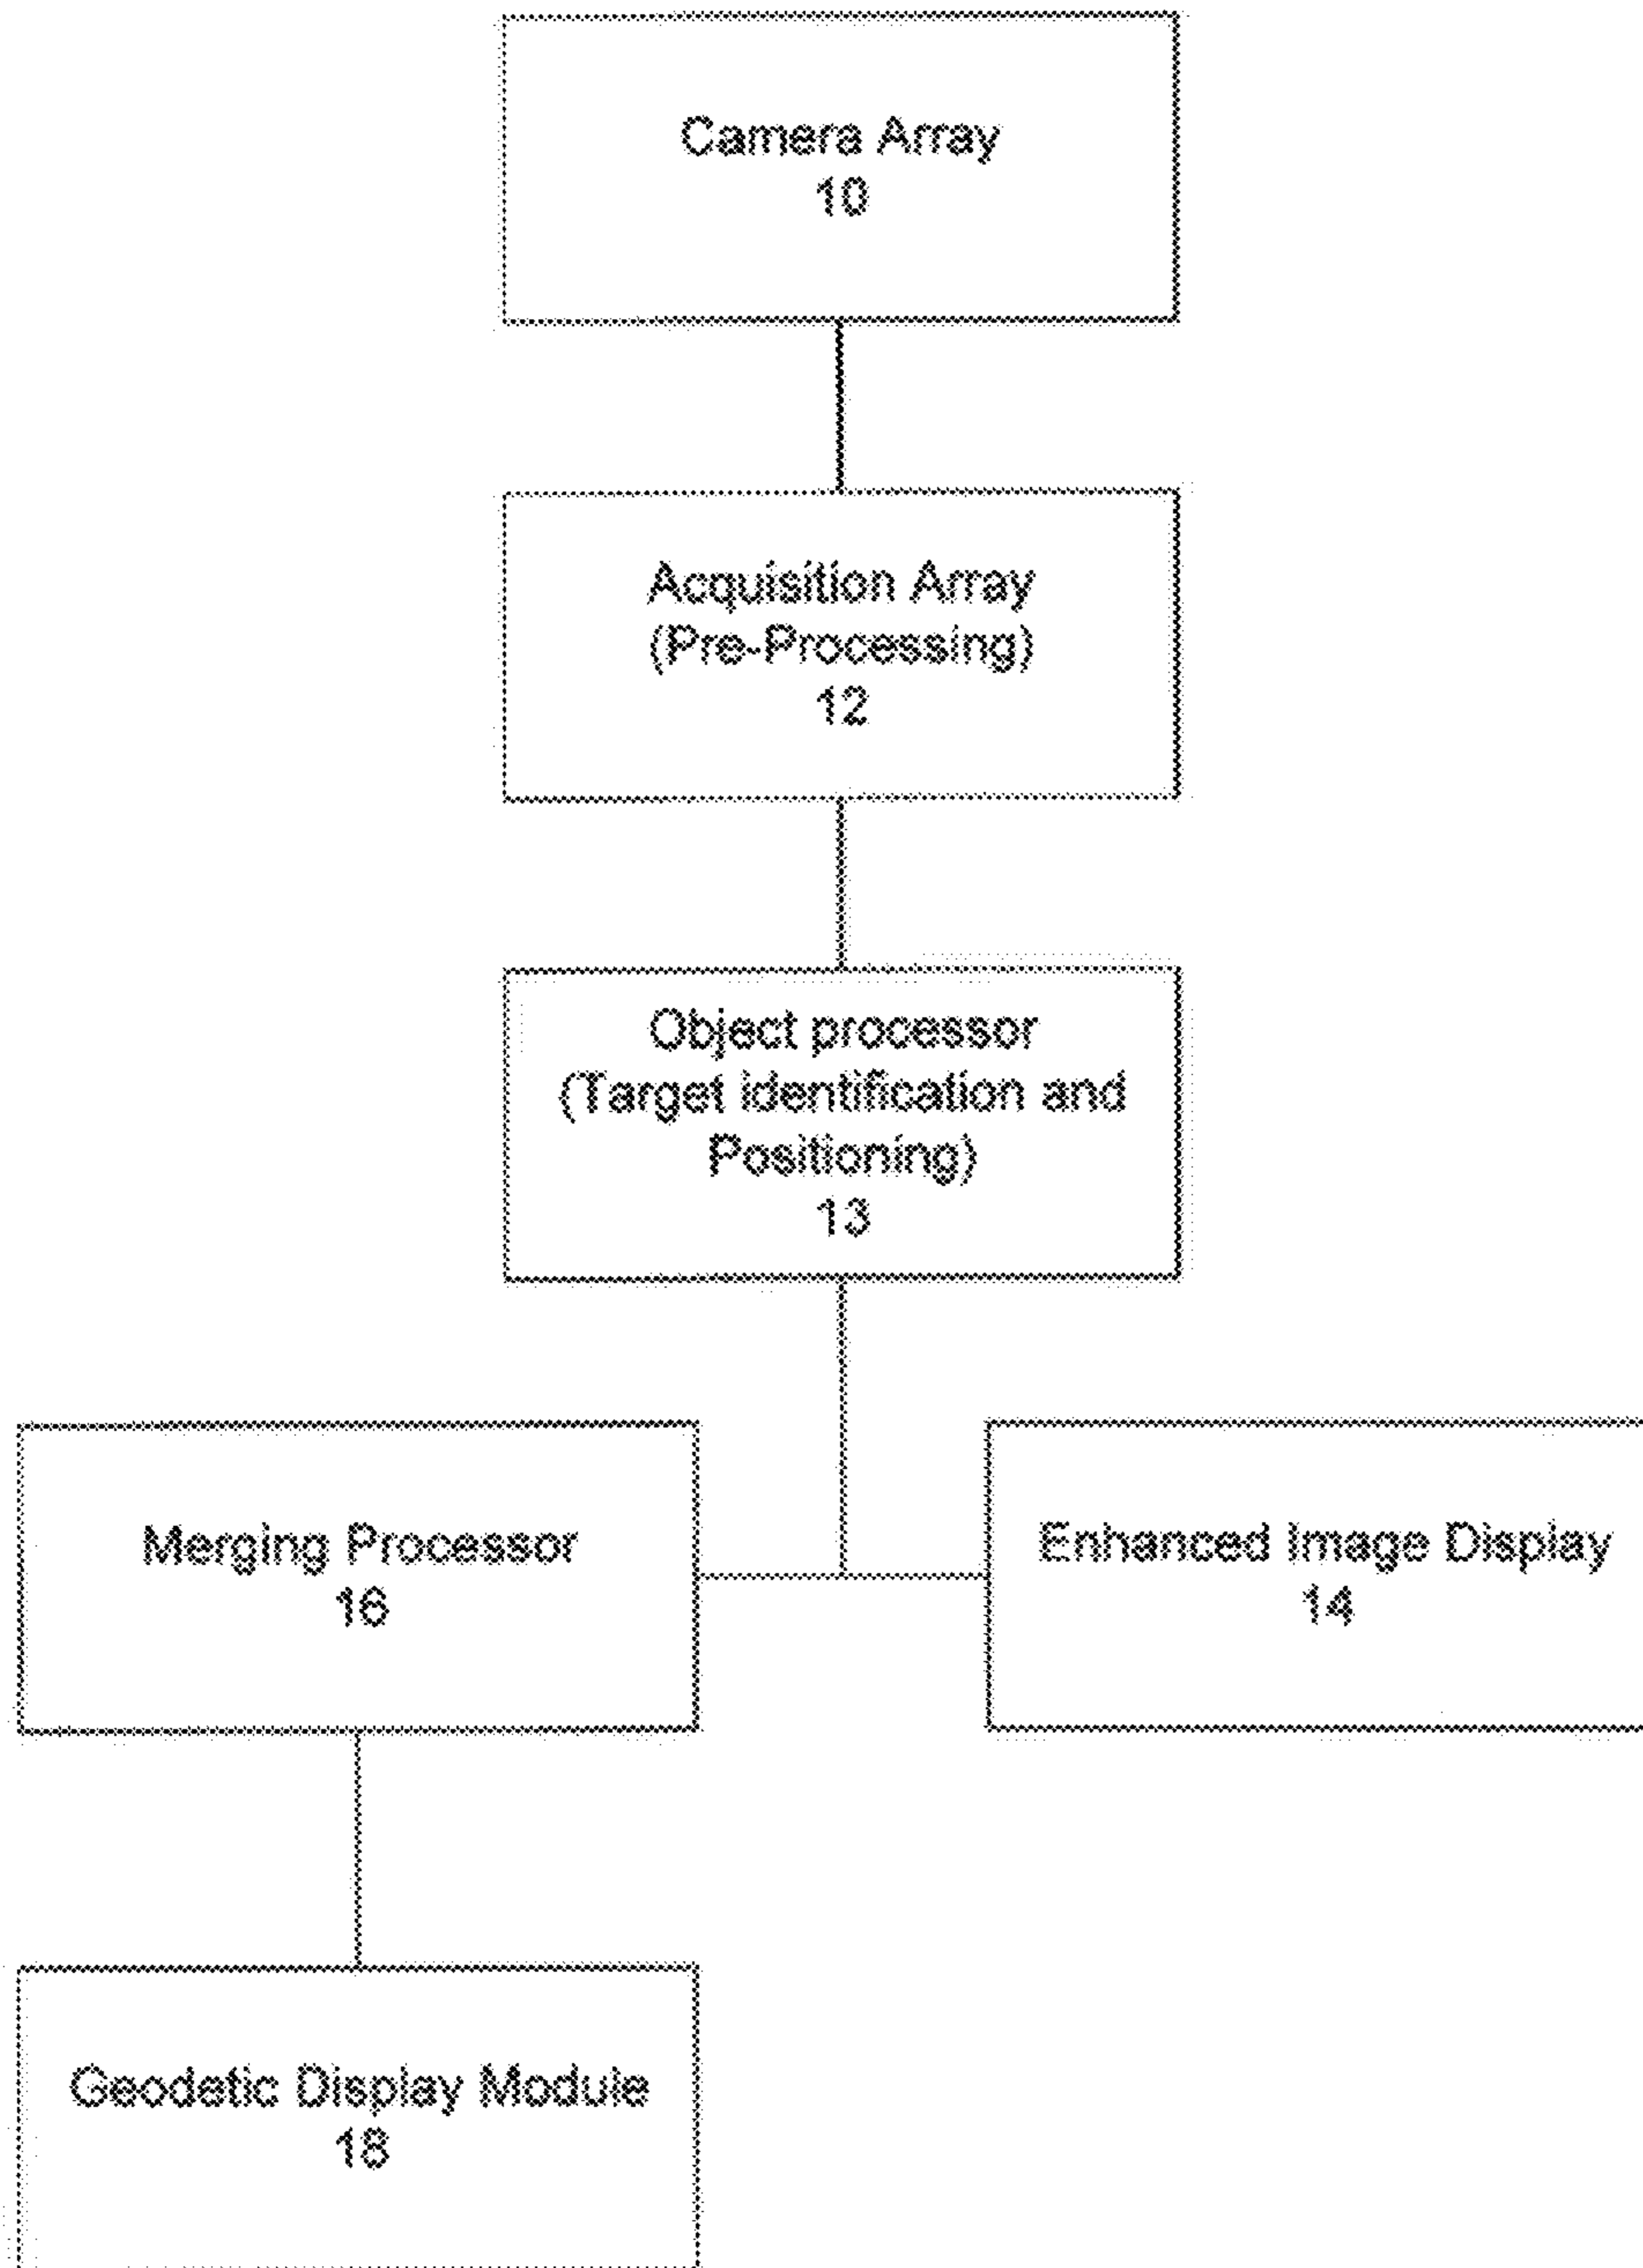 Camera Array
10
Acquisition Array
(Pre-Processing)
12
Object processor
(Target identification and
Positioning)
13
Merging Processor
16
Enhanced Image Display
14
Geodetic Display Module
18